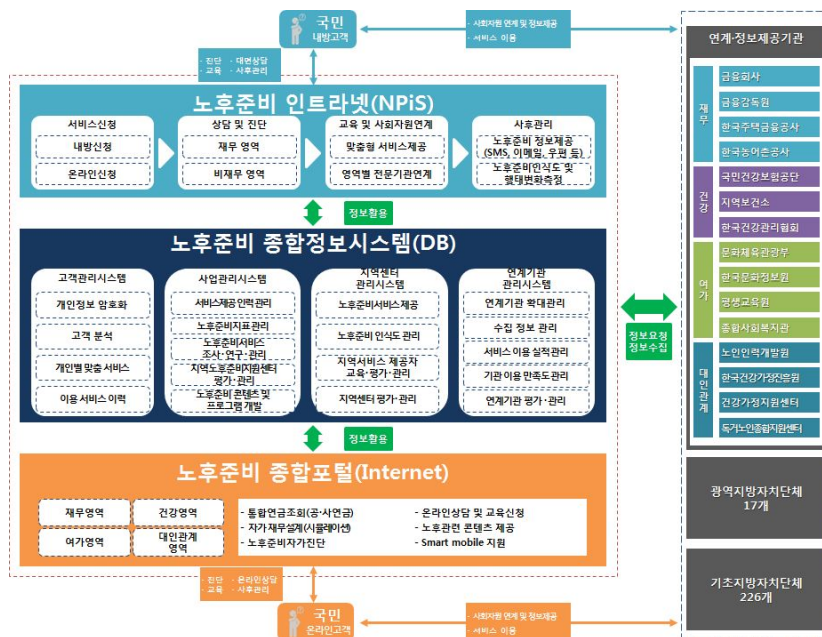 국민
내방고객
- 사회자원 연계 및 정보제공
- 서비스 이용
- 진단 - 대면상담
- 교육 - 사후관리
노후준비 인트라넷(NPiS)
서비스신청
내방신청
온라인신청
상담 및 진단
재무 영역
비재무 영역
교육 및 사회자원연계
맞춤형 서비스제공
영역별 전문기관연계
사후관리
노후준비 정보제공
(SMS, 이메일, 우편 등)
노후준비인식도 및
행태변화측정
정보활용
노후준비 종합정보시스템(DB)
고객관리시스템
개인정보 암호화
고객 분석
개인별 맞춤 서비스
이용 서비스 이력
사업관리시스템
서비스제공 인력관리
노후준비지표관리
노후준비서비스
조사·연구·관리
지역노후준비지원센터
평가·관리
노후준비 콘텐츠 및
프로그램 개발
지역센터
관리시스템
노후준비서비스제공
노후준비 인식도 관리
지역서비스 제공자
교육·평가·관리
지역센터 평가·관리
연계기관
관리시스템
연계기관 확대관리
수집 정보 관리
서비스 이용 실적관리
기관 이용 만족도관리
연계기관 평가·관리
정보활용
노후준비 종합포털(Internet)
재무영역
건강영역
여가영역
대인관계
영역
- 통합연금조회(공·사연금)
- 자가 재무설계(시뮬레이션)
- 노후준비자가진단
- 온라인상담 및 교육신청
- 노후관련 콘텐츠 제공
- Smart mobile 지원
- 진단 - 온라인상담
- 교육 - 사후관리
국민
온라인고객
- 사회자원 연계 및 정보제공
- 서비스 이용
정보요청
정보수집
연계·정보제공기관
재무
금융회사
금융감독원
한국주택금융공사
한국농어촌공사
건강
국민건강보험공단
지역보건소
한국건강관리협회
여가
문화체육관광부
한국문화정보원
평생교육원
종합사회복지관
대인관계
노인인력개발원
한국건강가정진흥원
건강가정지원센터
독거노인종합지원센터
광역지방자치단체
17개
기초지방자치단체
226개